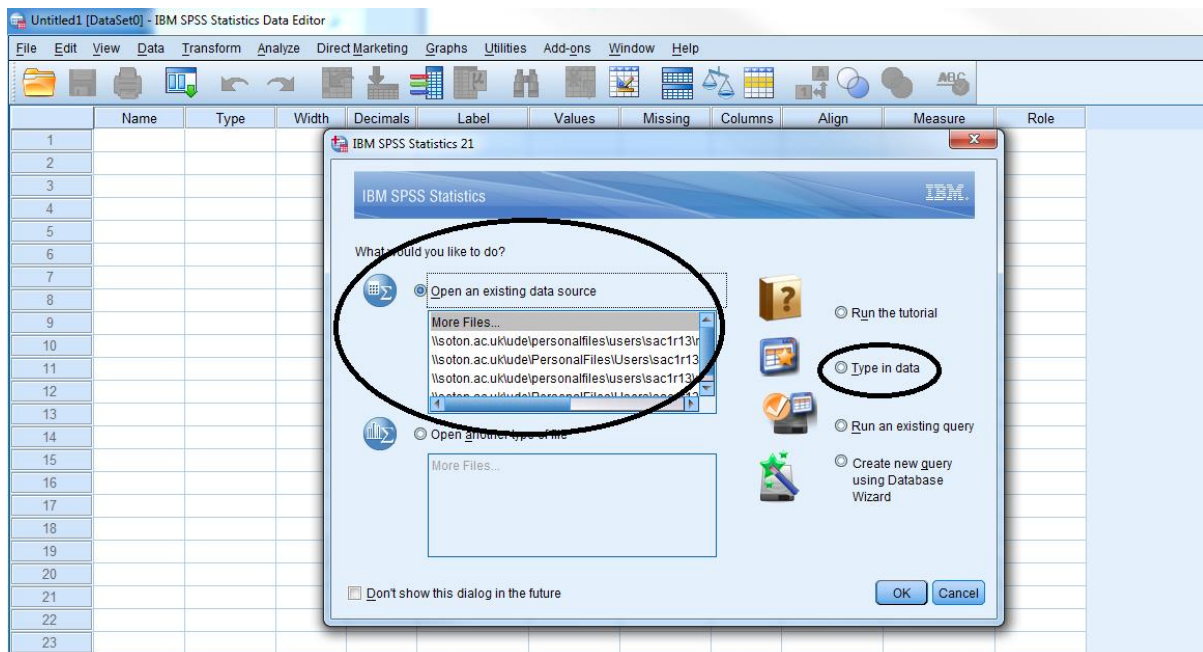 Untitled1 [DataSet0] - IBM SPSS Statistics Data Editor
File Edit View Data Transform Analyze Direct Marketing Graphs Utilities Add-ons Window Help
A
1 4
ABC
Name Type Width Decimals Label Values Missing Columns Align Measure Role
1
2
3
4
5
6
7
8
9
10
11
12
13
14
15
16
17
18
19
20
21
22
23
IBM SPSS Statistics 21
IBM SPSS Statistics
IBM.
What would you like to do?
Open an existing data source
More Files...
\\soton.ac.uk\ude\personalfiles\users\sac1r13\r
\\soton.ac.uk\ude\PersonalFiles\Users\sac1r13
\\soton.ac.uk\ude\personalfiles\users\sac1r13\
Open another type of file
More Files...
Run the tutorial
Type in data
Run an existing query
Create new query
using Database
Wizard
Don't show this dialog in the future
OK Cancel